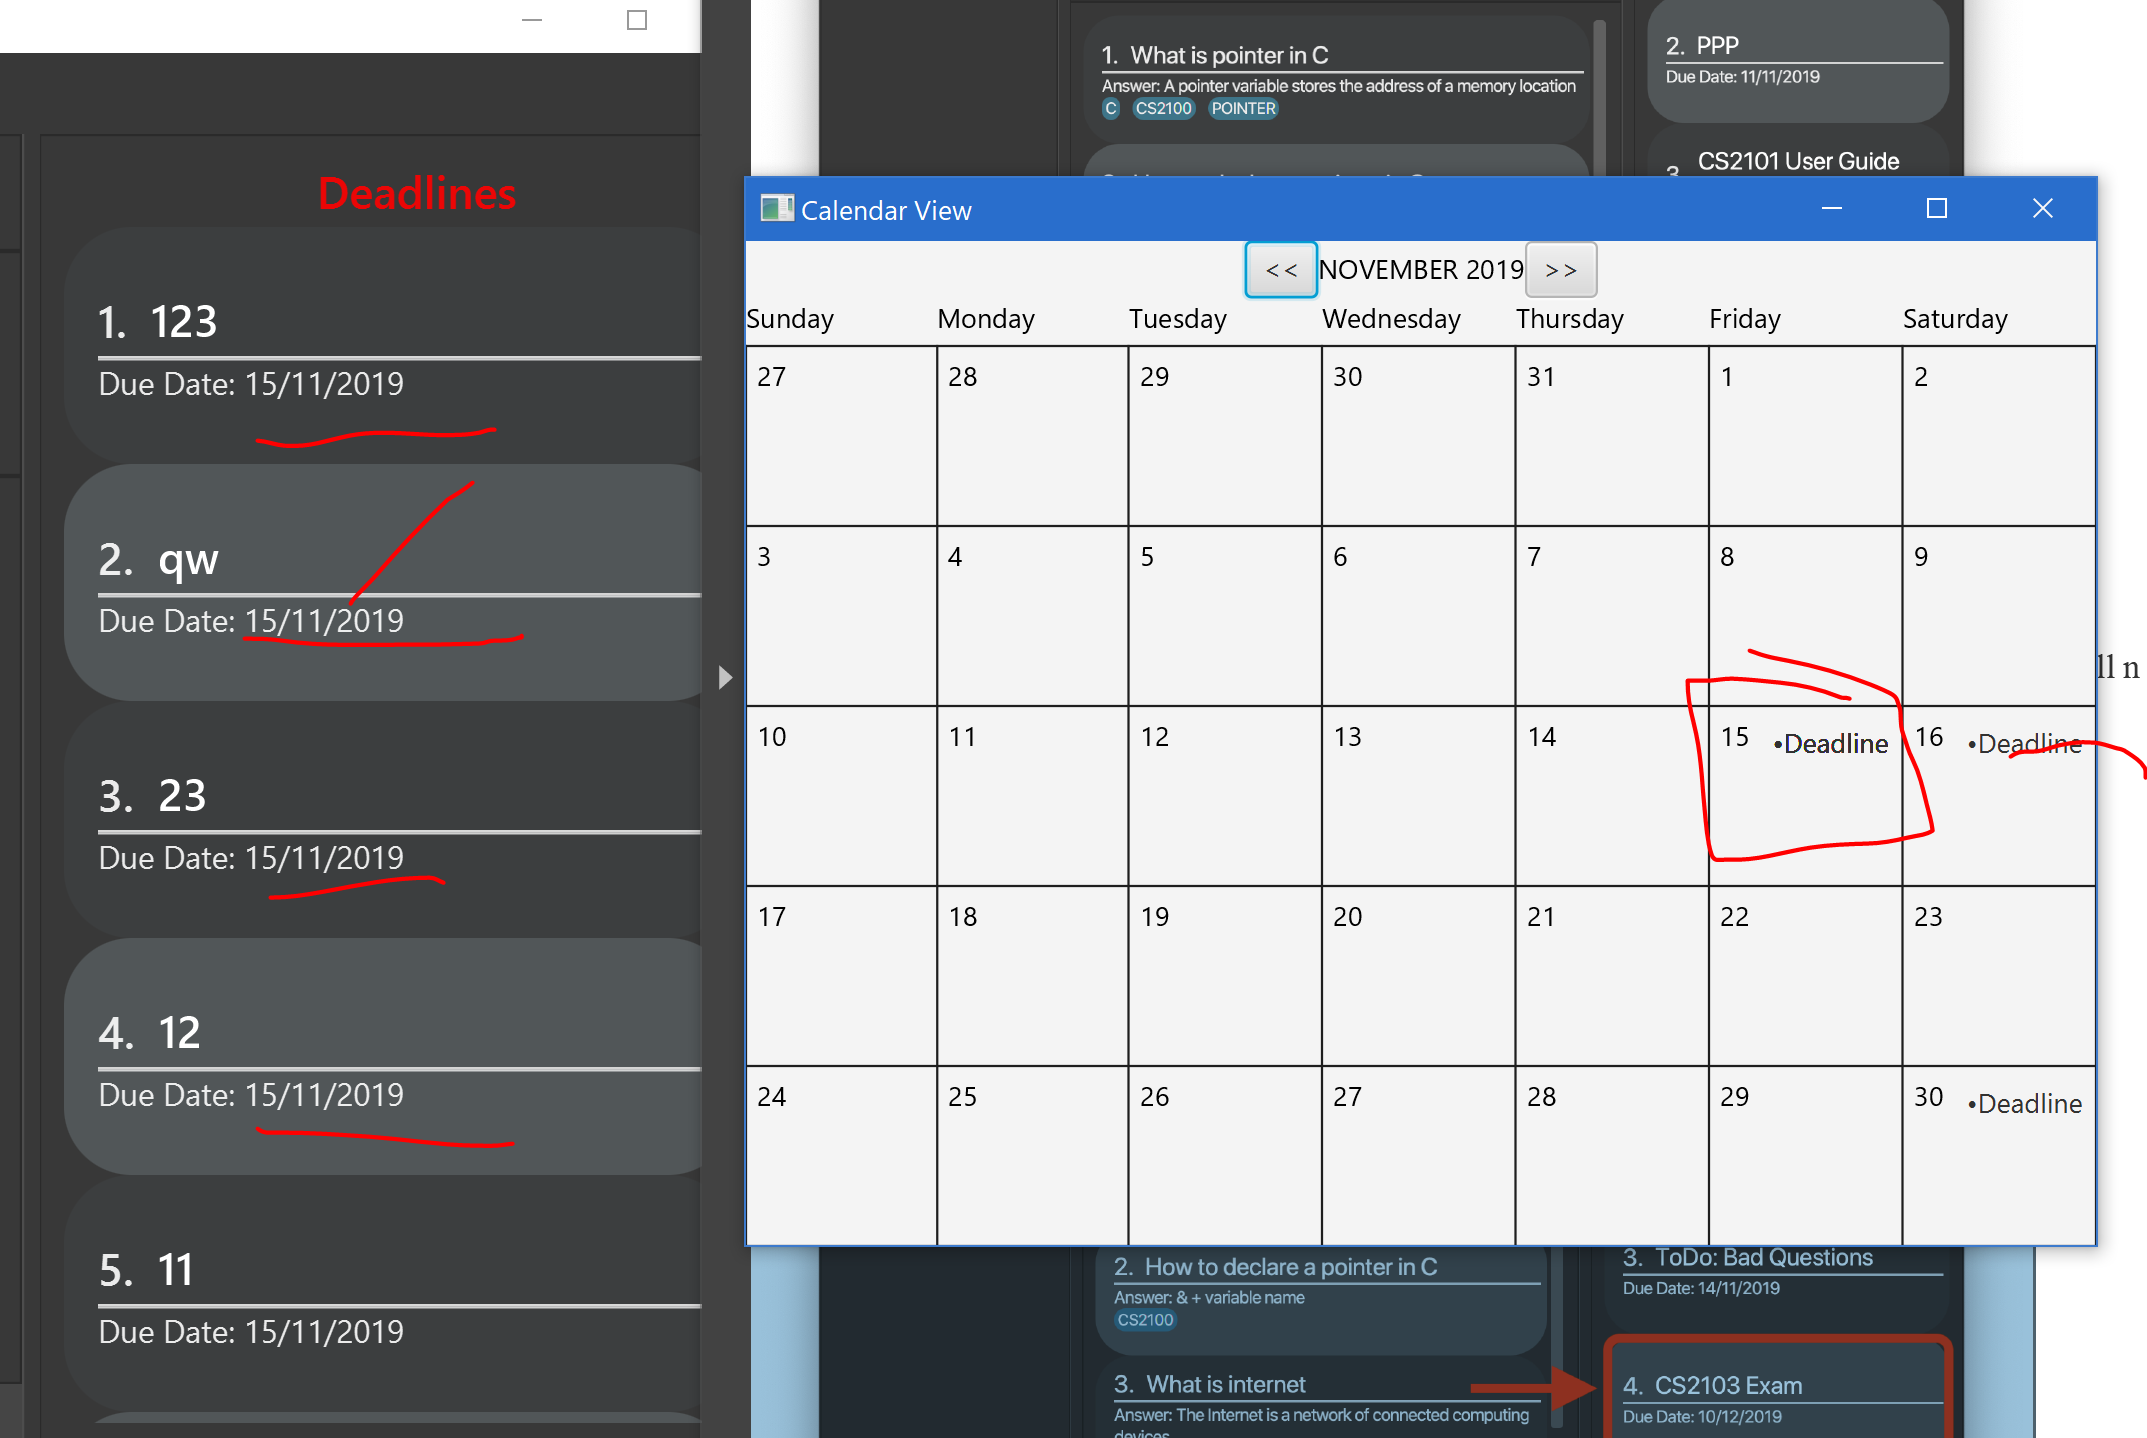 Deadlines
1. 123
Due Date: 15/11/2019
2. qw
Due Date: 15/11/2019
3. 23
Due Date: 15/11/2019
4. 12
Due Date: 15/11/2019
5. 11
Due Date: 15/11/2019
1. What is pointer in C
Answer: A pointer variable stores the address of a memory location
C CS2100 POINTER
2. PPP
Due Date: 11/11/2019
3. CS2101 User Guide
Calendar View
<< NOVEMBER 2019 >>
Sunday Monday Tuesday Wednesday Thursday Friday Saturday
27 28 29 30 31 1 2
3 4 5 6 7 8 9
10 11 12 13 14 15 •Deadline 16 •Deadline
17 18 19 20 21 22 23
24 25 26 27 28 29 30 •Deadline
ll n
2. How to declare a pointer in C
Answer: & + variable name
CS2100
3. What is internet
Answer: The Internet is a network of connected computing
devices
3. ToDo: Bad Questions
Due Date: 14/11/2019
4. CS2103 Exam
Due Date: 10/12/2019